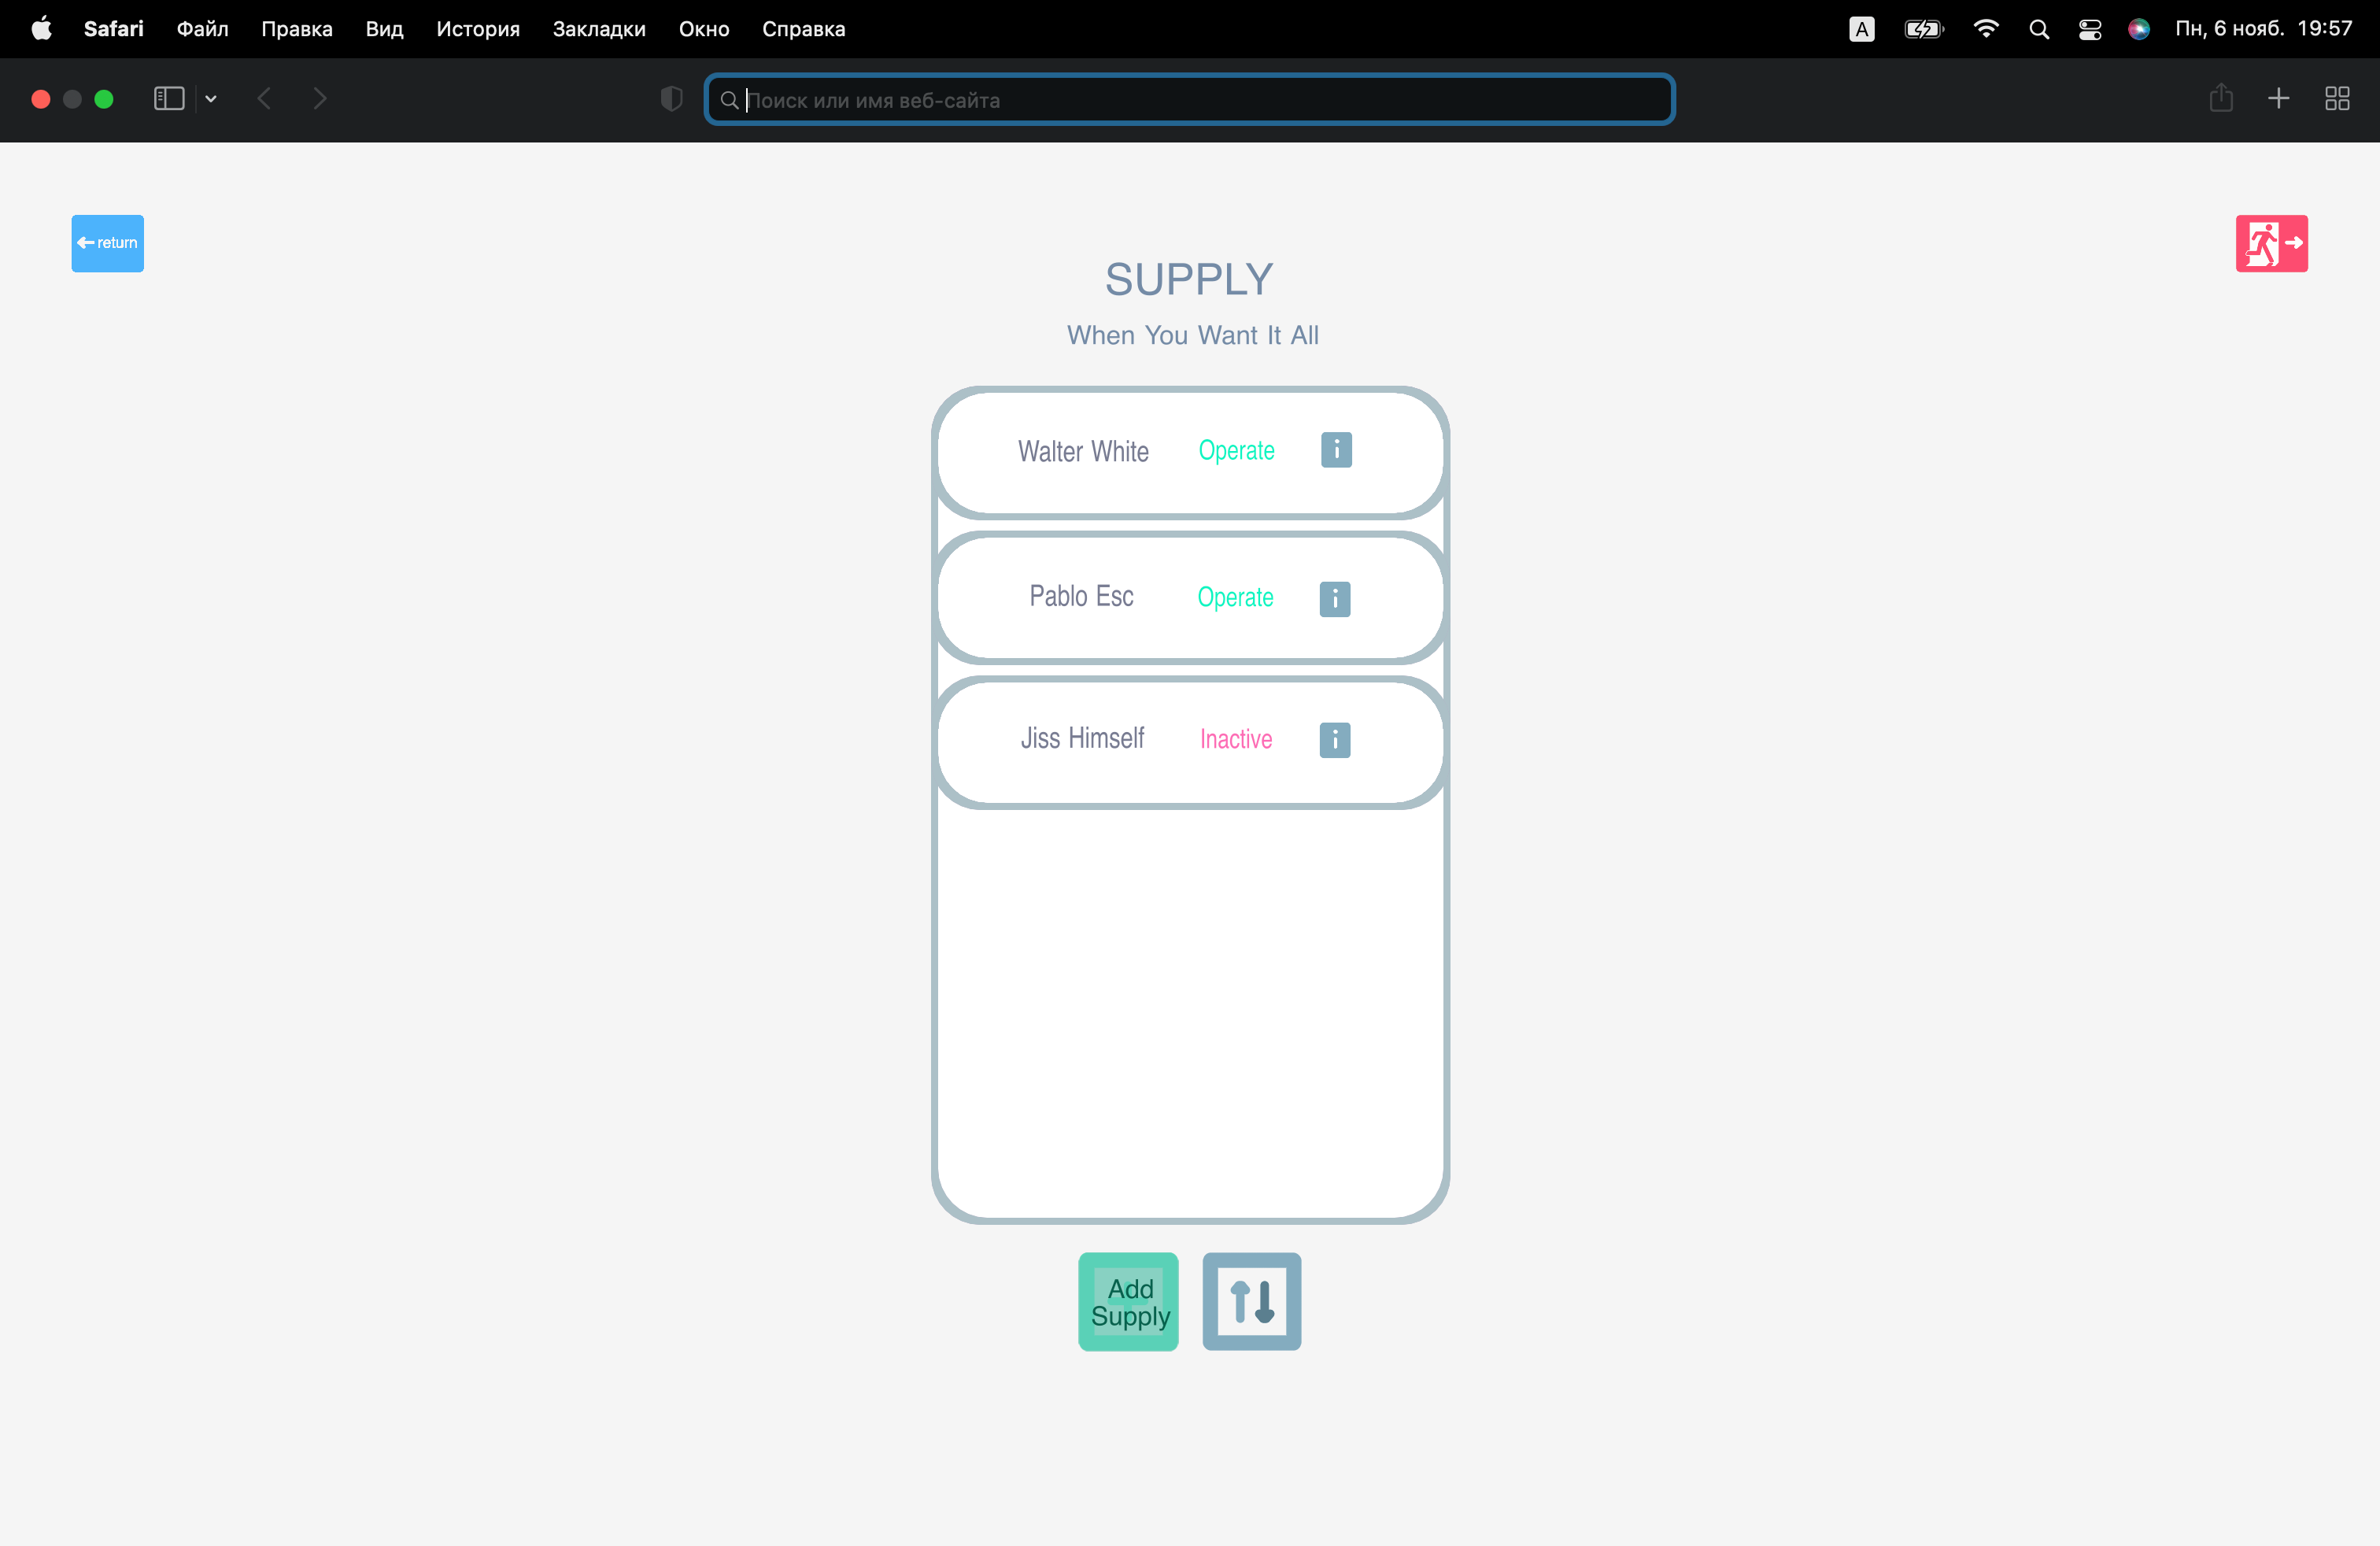 Safari Файл Правка Вид История Закладки Окно Справка A Пн, 6 нояб. 19:57
Поиск или имя веб-сайта
return
SUPPLY
When You Want It All
Walter White Operate i
Pablo Esc Operate i
Jiss Himself Inactive i
Add
Supply